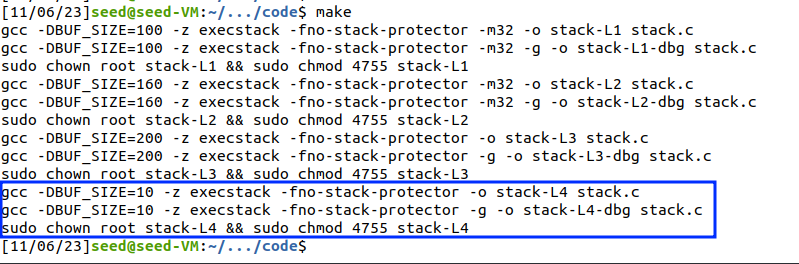 [11/06/23]seed@seed-VM:~/.../code$ make
gcc -DBUF_SIZE=100 -z execstack -fno-stack-protector -m32 -o stack-L1 stack.c
gcc -DBUF_SIZE=100 -z execstack -fno-stack-protector -m32 -g -o stack-L1-dbg stack.c
sudo chown root stack-L1 && sudo chmod 4755 stack-L1
gcc -DBUF_SIZE=160 -z execstack -fno-stack-protector -m32 -o stack-L2 stack.c
gcc -DBUF_SIZE=160 -z execstack -fno-stack-protector -m32 -g -o stack-L2-dbg stack.c
sudo chown root stack-L2 && sudo chmod 4755 stack-L2
gcc -DBUF_SIZE=200 -z execstack -fno-stack-protector -o stack-L3 stack.c
gcc -DBUF_SIZE=200 -z execstack -fno-stack-protector -g -o stack-L3-dbg stack.c
sudo chown root stack-L3 && sudo chmod 4755 stack-L3
gcc -DBUF_SIZE=10 -z execstack -fno-stack-protector -o stack-L4 stack.c
gcc -DBUF_SIZE=10 -z execstack -fno-stack-protector -g -o stack-L4-dbg stack.c
sudo chown root stack-L4 && sudo chmod 4755 stack-L4
[11/06/23]seed@seed-VM:~/.../code$